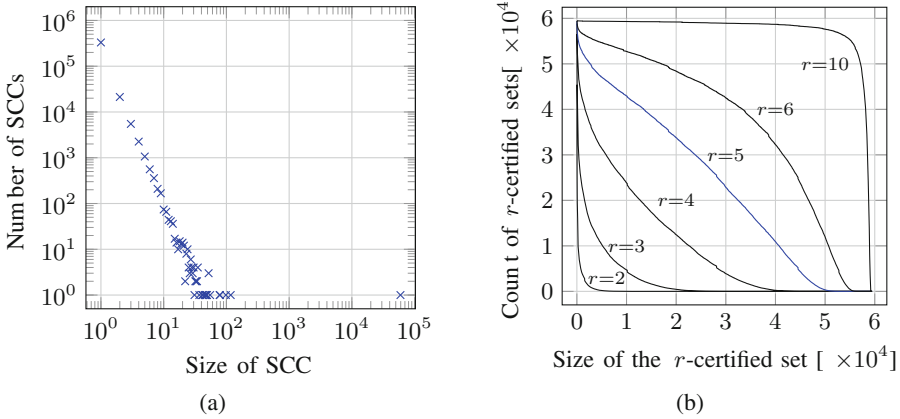 Number of SCCs
10^6
10^5
10^4
10^3
10^2
10^1
10^0
10^0 10^1 10^2 10^3 10^4 10^5
Size of SCC
(a)
Count of r-certified sets[ ×10^4]
6
5
4
3
2
1
0
r=10
r=6
r=5
r=4
r=3
r=2
0 1 2 3 4 5 6
Size of the r-certified set [ ×10^4]
(b)